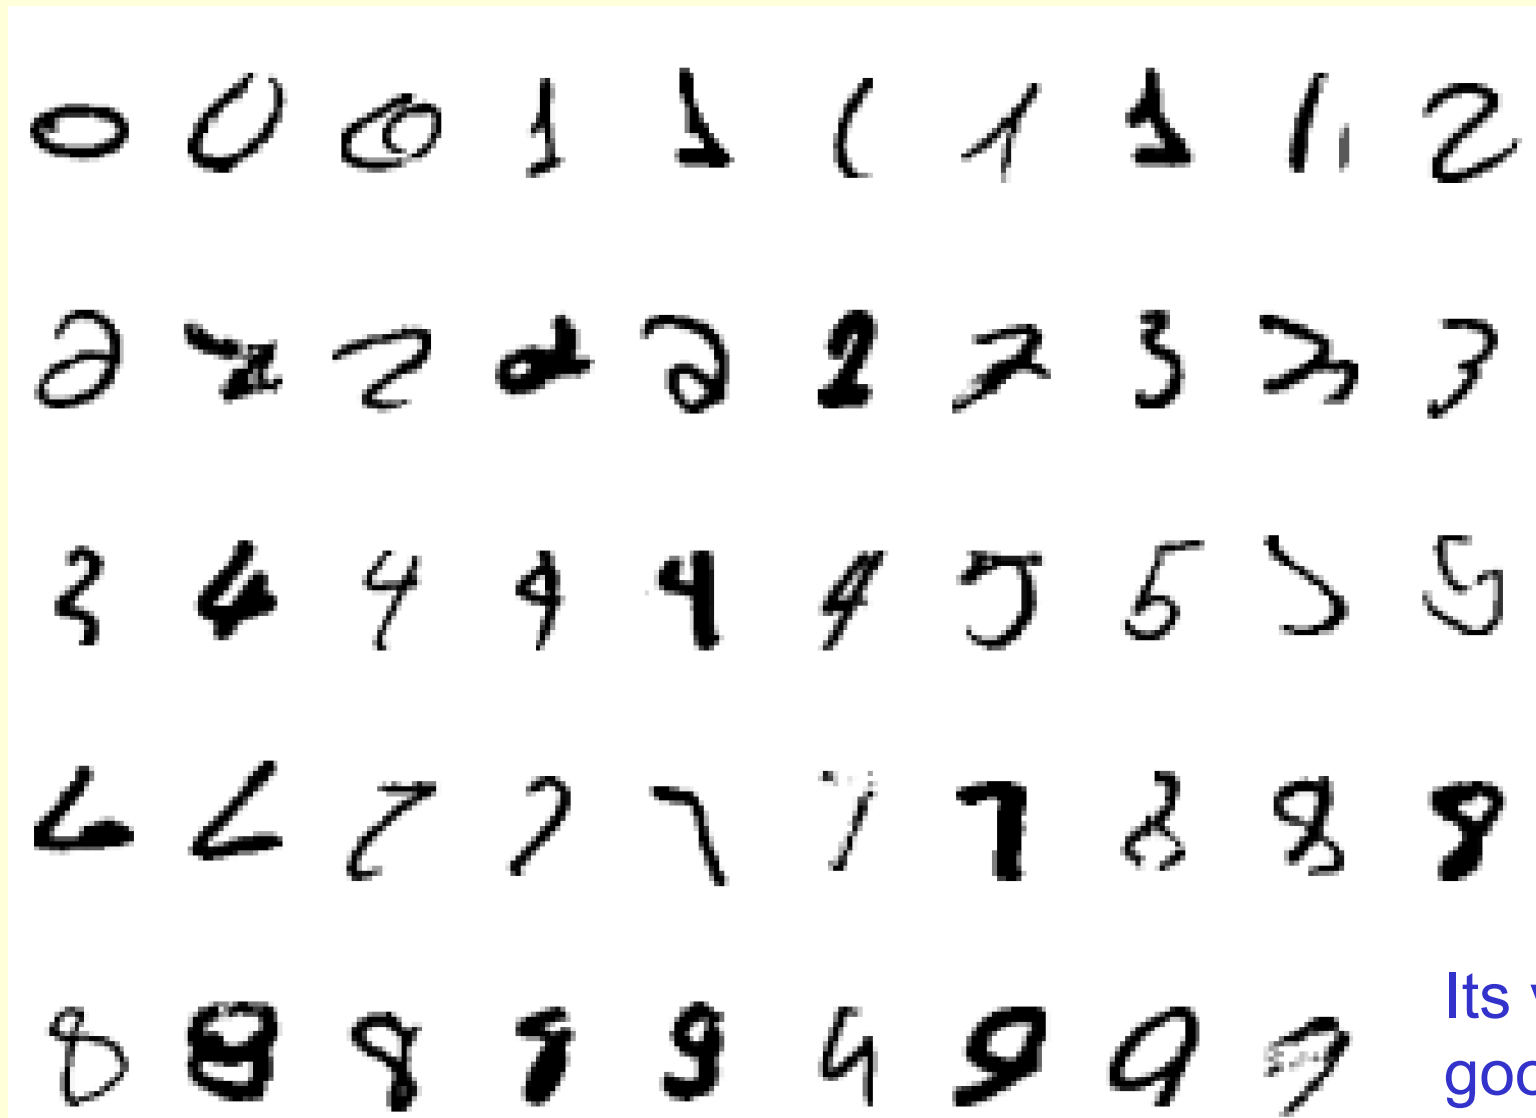 0 0 0 1 1 1 1 1 1 2
2 2 2 2 2 2 2 3 3 3
3 4 4 4 4 4 5 5 5 5
6 6 7 7 7 7 7 8 8 8
8 8 8 8 9 9 9 9 9
Its